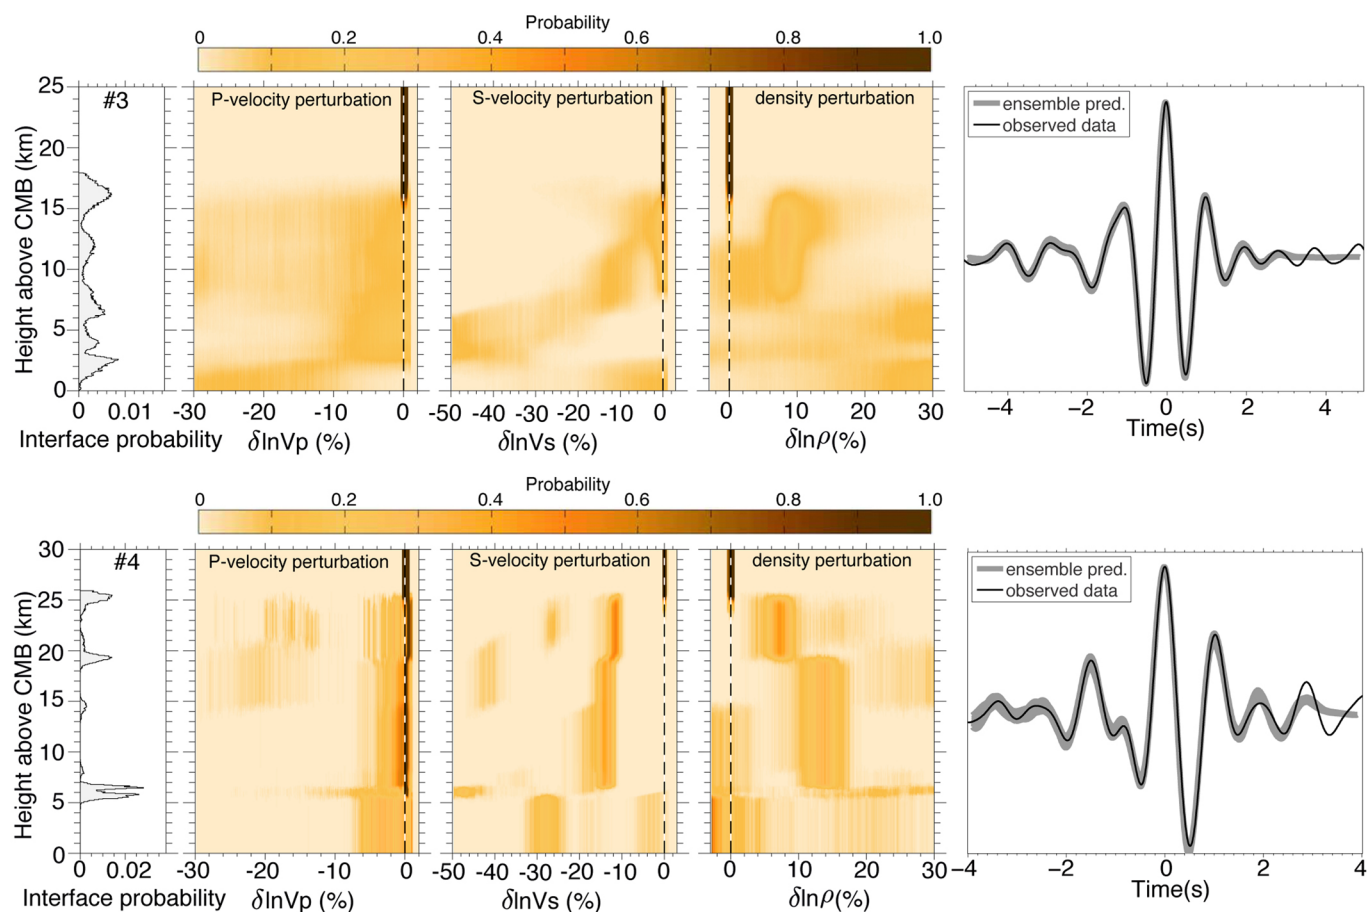 Probability
0 0.2 0.4 0.6 0.8 1.0
25
20
15
10
5
0
Height above CMB (km)
#3
P-velocity perturbation
S-velocity perturbation
density perturbation
ensemble pred.
observed data
0 0.01
-30 -20 -10 0
-50 -40 -30 -20 -10 0
0 10 20 30
−4 −2 0 2 4
Interface probability
δlnVp (%)
δlnVs (%)
δlnρ(%)
Time(s)
Probability
0 0.2 0.4 0.6 0.8 1.0
30
25
20
15
10
5
0
Height above CMB (km)
#4
P-velocity perturbation
S-velocity perturbation
density perturbation
ensemble pred.
observed data
0 0.02
-30 -20 -10 0
-50 -40 -30 -20 -10 0
0 10 20 30
−4 −2 0 2 4
Interface probability
δlnVp (%)
δlnVs (%)
δlnρ(%)
Time(s)